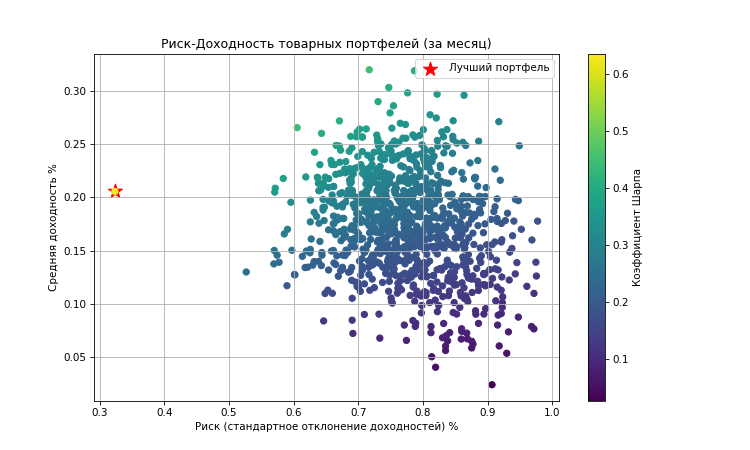 Риск-Доходность товарных портфелей (за месяц)
Лучший портфель
Средняя доходность %
0.30
0.25
0.20
0.15
0.10
0.05
0.3 0.4 0.5 0.6 0.7 0.8 0.9 1.0
Риск (стандартное отклонение доходностей) %
0.6
0.5
0.4
0.3
0.2
0.1
Коэффициент Шарпа